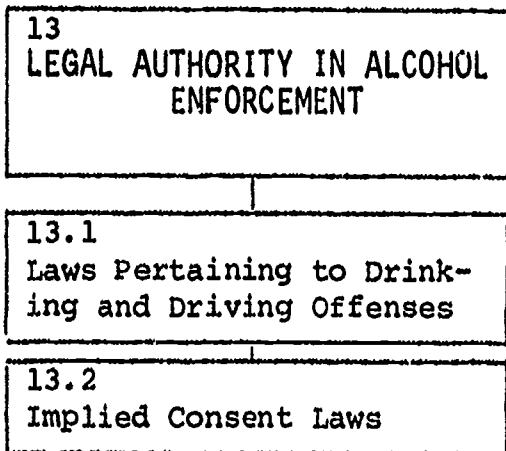 13
LEGAL AUTHORITY IN ALCOHOL
ENFORCEMENT
13.1
Laws Pertaining to Drink-
ing and Driving Offenses
13.2
Implied Consent Laws